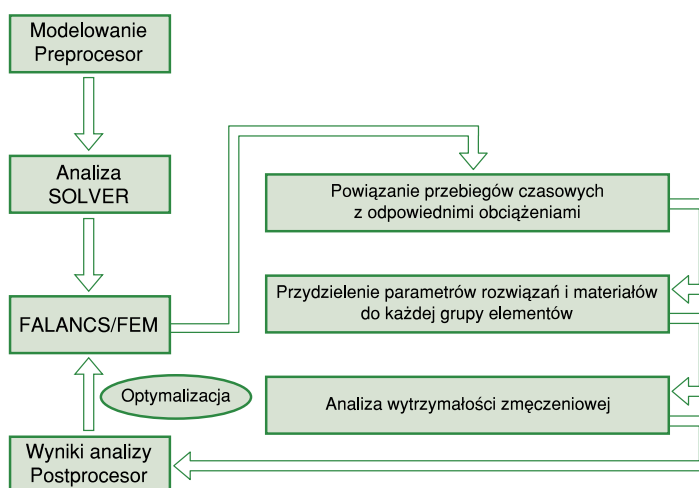 Modelowanie
Preprocesor
Analiza
SOLVER
Powiązanie przebiegów czasowych
z odpowiednimi obciążeniami
Przydzielenie parametrów rozwiązań i materiałów
do każdej grupy elementów
FALANCS/FEM
Optymalizacja
Analiza wytrzymałości zmęczeniowej
Wyniki analizy
Postprocesor